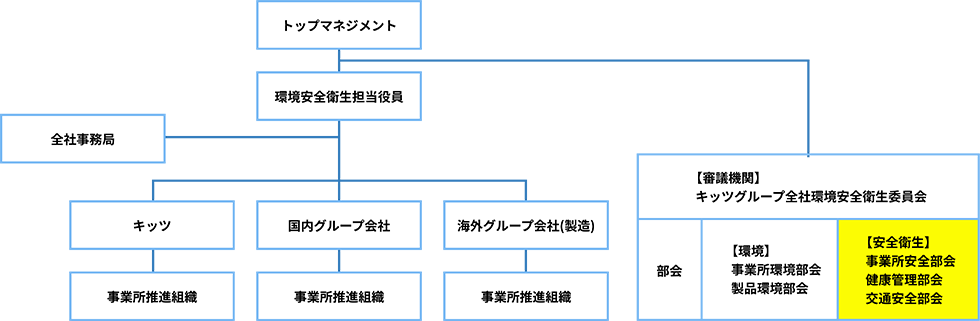 トップマネジメント
環境安全衛生担当役員
全社事務局
【審議機関】
キッツグループ全社環境安全衛生委員会
キッツ
国内グループ会社
海外グループ会社(製造)
部会
【環境】
事業所環境部会
製品環境部会
【安全衛生】
事業所安全部会
健康管理部会
交通安全部会
事業所推進組織
事業所推進組織
事業所推進組織